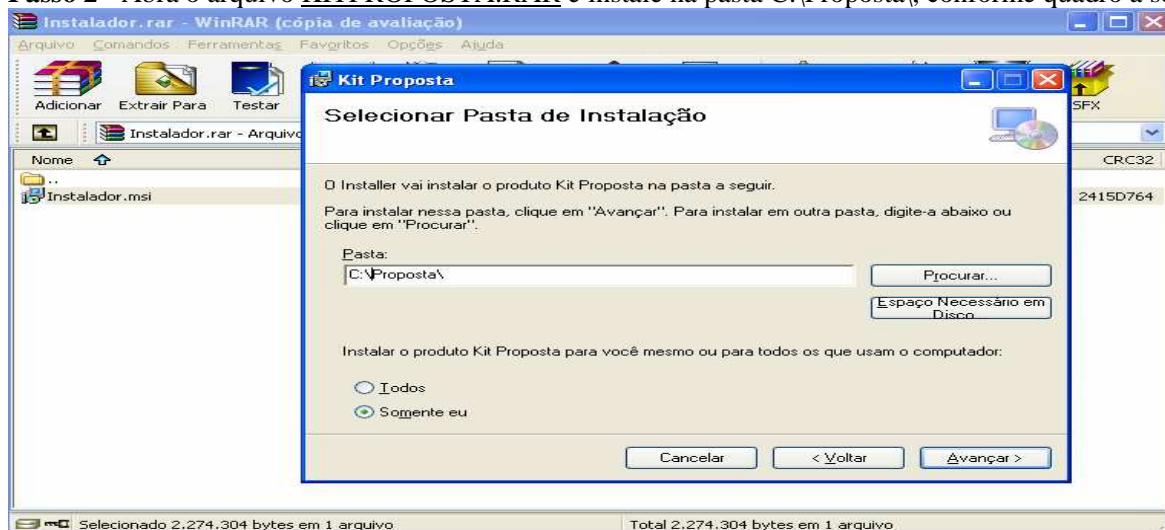 Passo 2 - Abra o arquivo KITPROPOSTA.RAR e instale na pasta C:\Proposta\, conforme quadro a se
Instalador.rar - WinRAR (cópia de avaliação)
Arquivo Comandos Ferramentas Favoritos Opções Ajuda
Adicionar Extrair Para Testar SFX
Instalador.rar - Arquivo
Nome CRC32
..
Instalador.msi 2415D764
Kit Proposta
Selecionar Pasta de Instalação
O Installer vai instalar o produto Kit Proposta na pasta a seguir.
Para instalar nessa pasta, clique em "Avançar". Para instalar em outra pasta, digite-a abaixo ou
clique em "Procurar".
Pasta:
C:\Proposta\
Procurar...
Espaço Necessário em
Disco
Instalar o produto Kit Proposta para você mesmo ou para todos os que usam o computador:
Todos
Somente eu
Cancelar < Voltar Avançar >
Selecionado 2.274.304 bytes em 1 arquivo Total 2.274.304 bytes em 1 arquivo